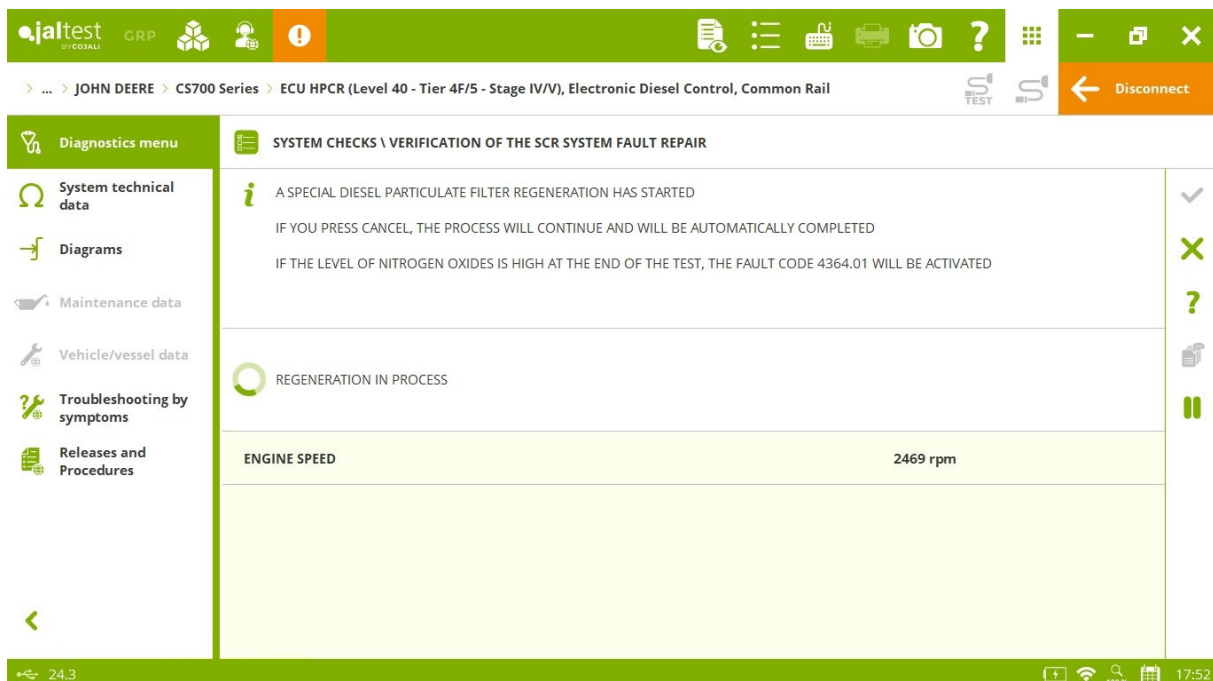 jaltest GRP
BY COJALI
> ... > JOHN DEERE > CS700 Series > ECU HPCR (Level 40 - Tier 4F/5 - Stage IV/V), Electronic Diesel Control, Common Rail
TEST
Disconnect
Diagnostics menu
SYSTEM CHECKS \ VERIFICATION OF THE SCR SYSTEM FAULT REPAIR
System technical
data
Diagrams
Maintenance data
Vehicle/vessel data
Troubleshooting by
symptoms
Releases and
Procedures
A SPECIAL DIESEL PARTICULATE FILTER REGENERATION HAS STARTED
IF YOU PRESS CANCEL, THE PROCESS WILL CONTINUE AND WILL BE AUTOMATICALLY COMPLETED
IF THE LEVEL OF NITROGEN OXIDES IS HIGH AT THE END OF THE TEST, THE FAULT CODE 4364.01 WILL BE ACTIVATED
REGENERATION IN PROCESS
ENGINE SPEED 2469 rpm
24.3
17:52